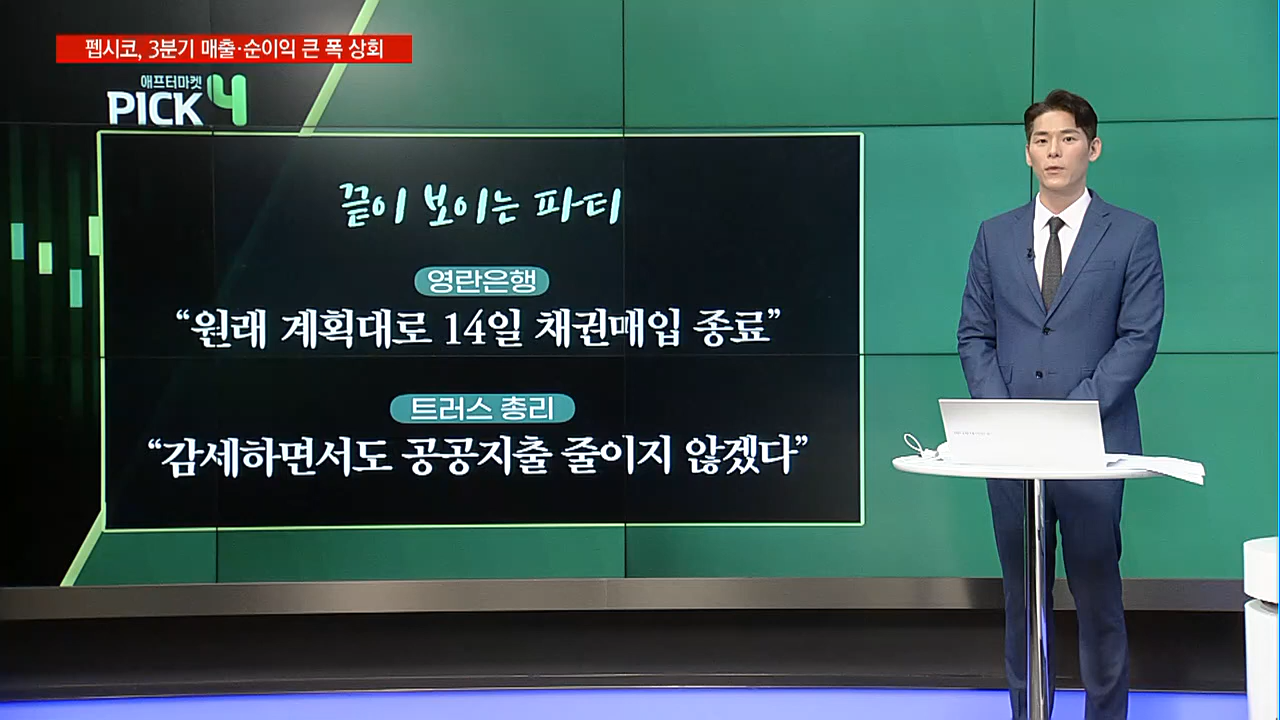 펩시코, 3분기 매출·순이익 큰 폭 상회
애프터마켓
PICK 4
끝이 보이는 파티
영란은행
“원래 계획대로 14일 채권매입 종료”
트러스 총리
“감세하면서도 공공지출 줄이지 않겠다”